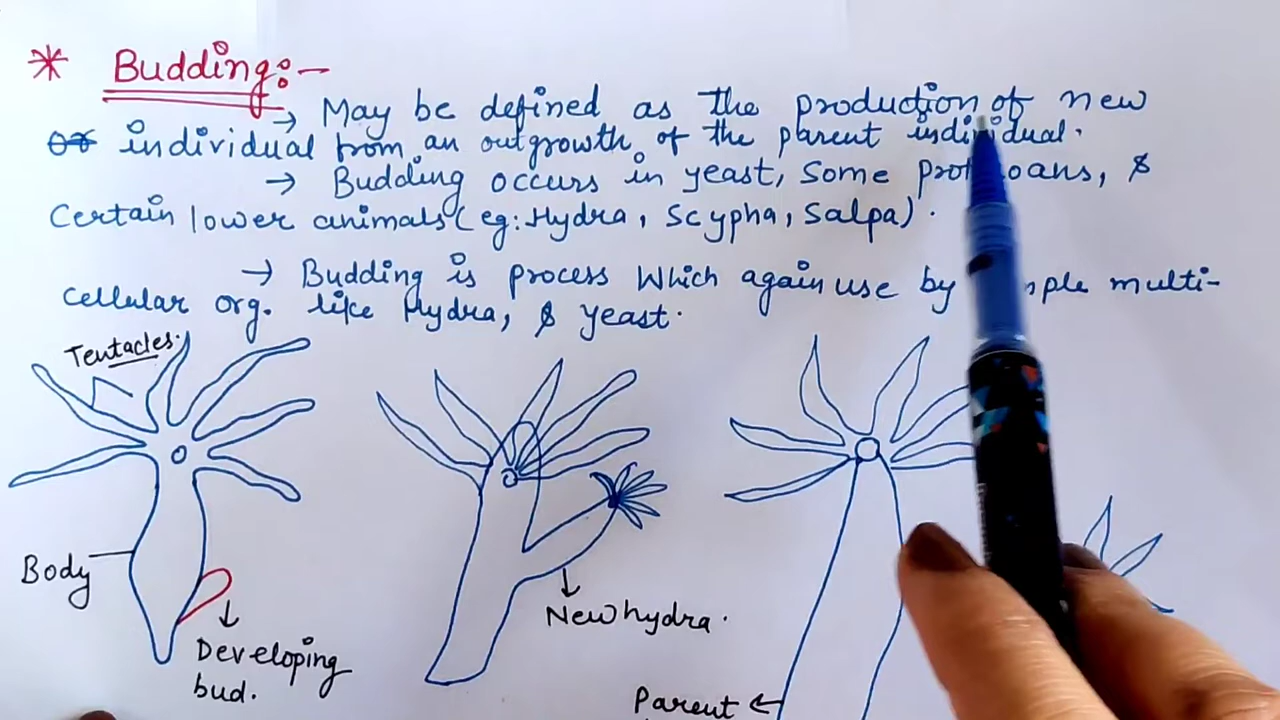 * Budding:-
→ May be defined as the production of new
individual from an outgrowth of the parent individual.
→ Budding occurs in yeast, Some &
Certain lower animals (eg: Hydra, Scypha, Salpa).
→ Budding is process Which again use by multi-
cellular org. like Hydra, & yeast.
Tentacles.
Body
Developing
bud.
New hydra.
Parent